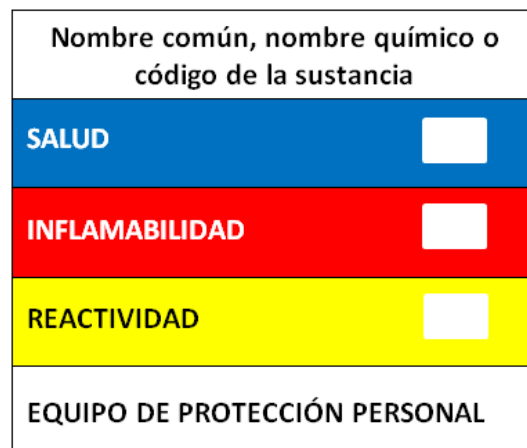 Nombre común, nombre químico o
código de la sustancia
SALUD
INFLAMABILIDAD
REACTIVIDAD
EQUIPO DE PROTECCIÓN PERSONAL